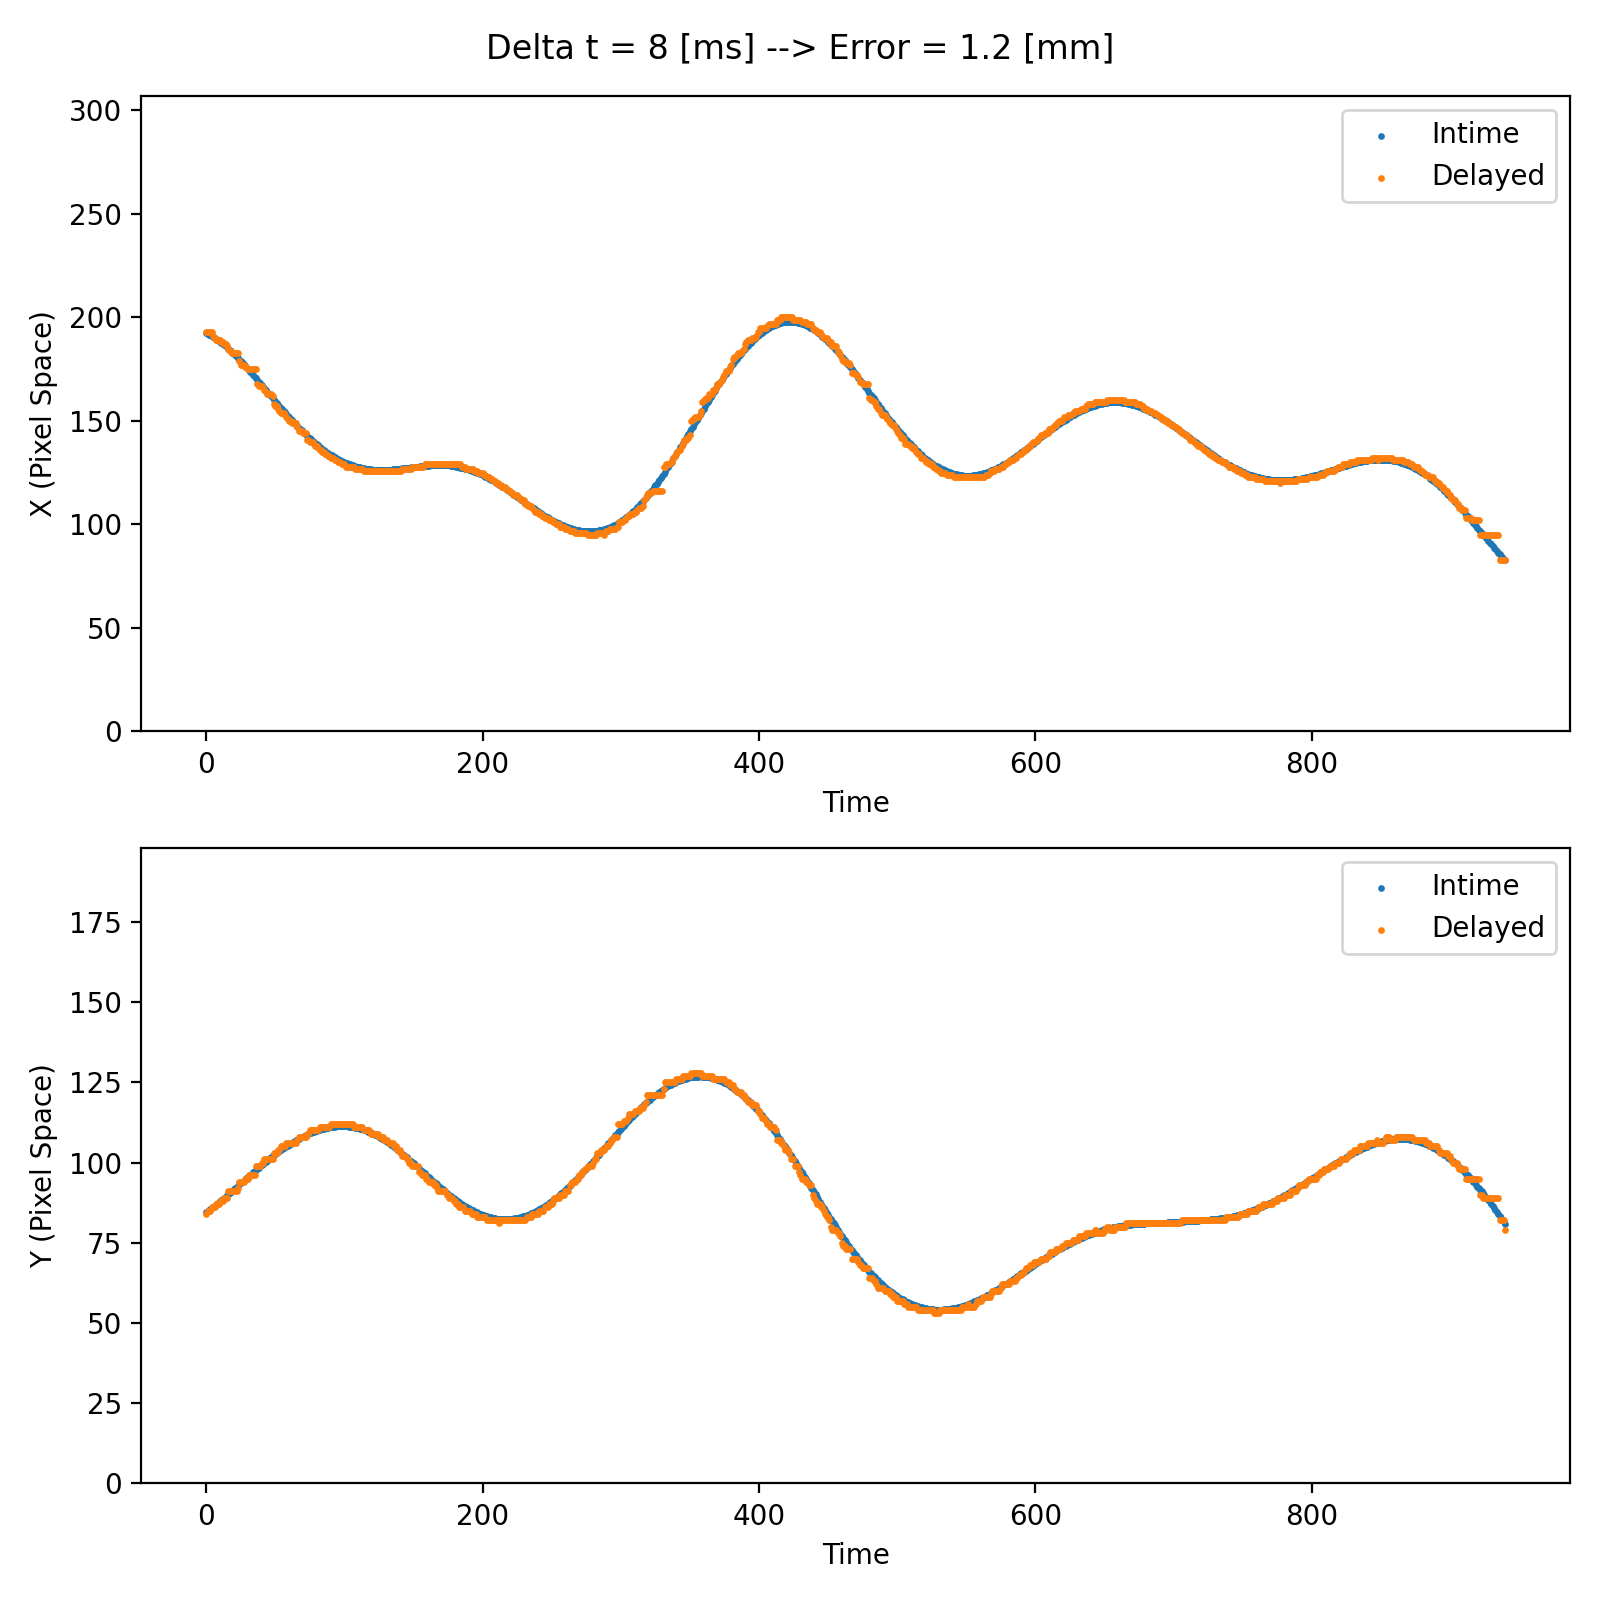 Delta t = 8 [ms] --> Error = 1.2 [mm]
300
250
200
150
100
50
0
X (Pixel Space)
Intime
Delayed
0 200 400 600 800
Time
175
150
125
100
75
50
25
0
Y (Pixel Space)
Intime
Delayed
0 200 400 600 800
Time